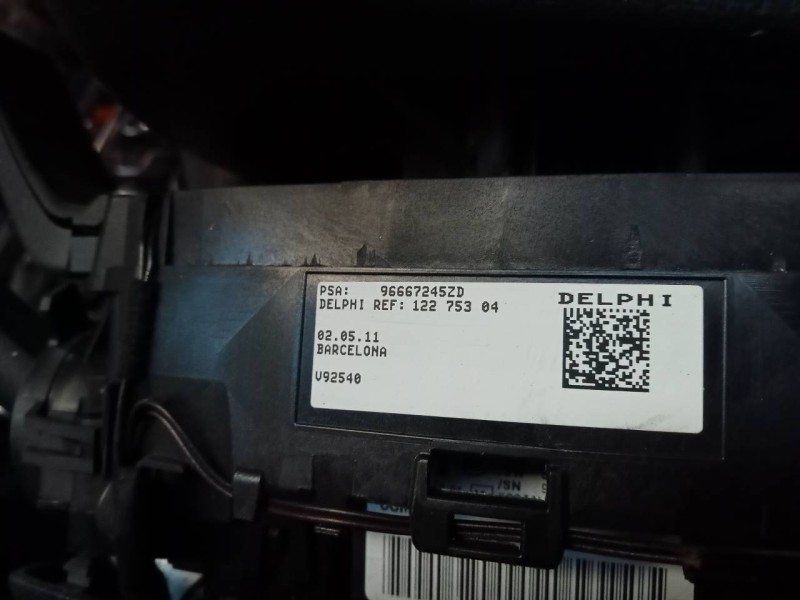 PSA: 96667245ZD
DELPHI
DELPHI REF: 122 753 04
02.05.11
BARCELONA
V92540
/SN